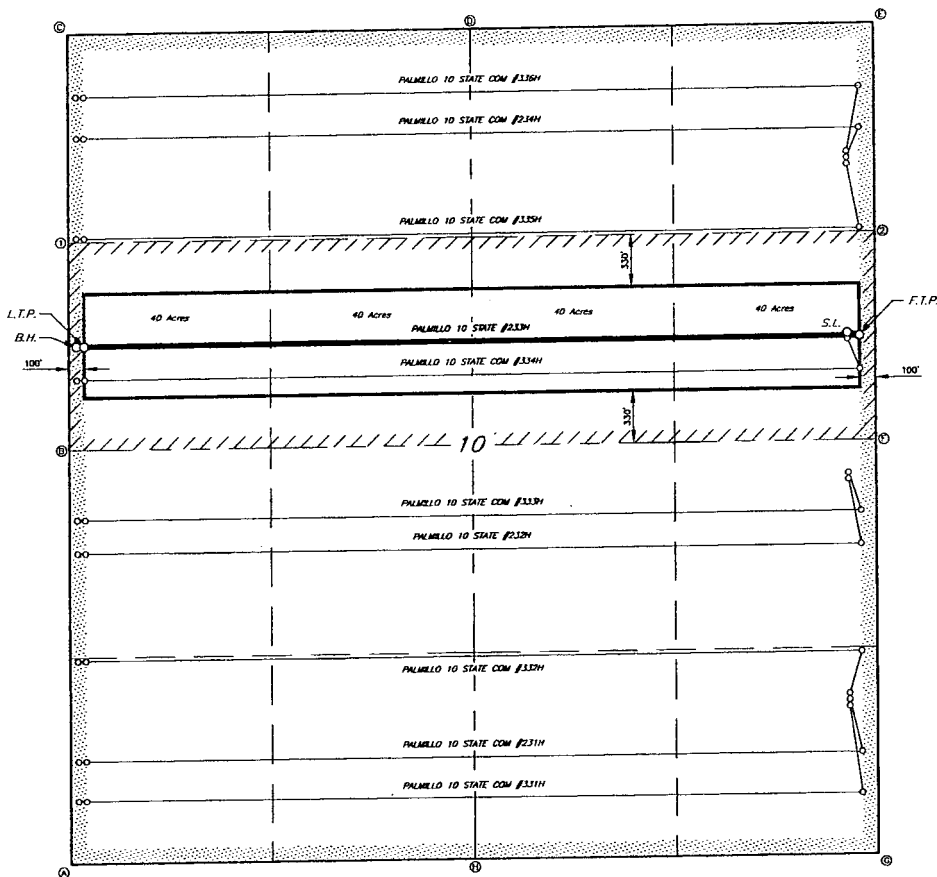 C
D
E
PALMILLO 10 STATE COM #336H
PALMILLO 10 STATE COM #234H
PALMILLO 10 STATE COM #335H
1
2
330'
L.T.P.
40 Acres
40 Acres
40 Acres
40 Acres
F.T.P.
S.L.
PALMILLO 10 STATE #233H
B.H.
PALMILLO 10 STATE COM #334H
100'
100'
330'
B
10
F
PALMILLO 10 STATE COM #333H
PALMILLO 10 STATE COM #232H
PALMILLO 10 STATE COM #332H
PALMILLO 10 STATE COM #231H
PALMILLO 10 STATE COM #331H
A
H
G